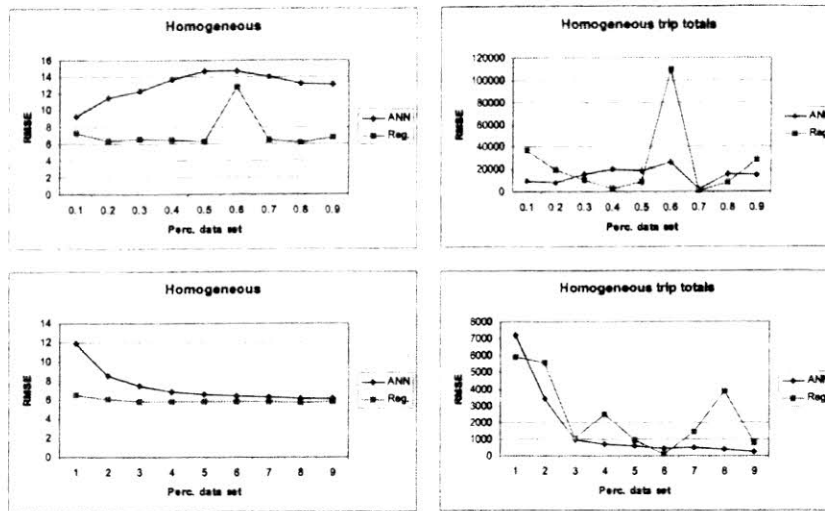 Homogeneous
16
14
12
10
8
6
4
2
0
RMSE
0.1 0.2 0.3 0.4 0.5 0.6 0.7 0.8 0.9
Perc. data set
ANN
Reg.
Homogeneous trip totals
120000
100000
80000
60000
40000
20000
0
RMSE
0.1 0.2 0.3 0.4 0.5 0.6 0.7 0.8 0.9
Perc. data set
ANN
Reg
Homogeneous
14
12
10
8
6
4
2
0
RMSE
1 2 3 4 5 6 7 8 9
Perc. data set
ANN
Reg.
Homogeneous trip totals
8000
7000
6000
5000
4000
3000
2000
1000
0
RMSE
1 2 3 4 5 6 7 8 9
Perc. data set
ANN
Reg